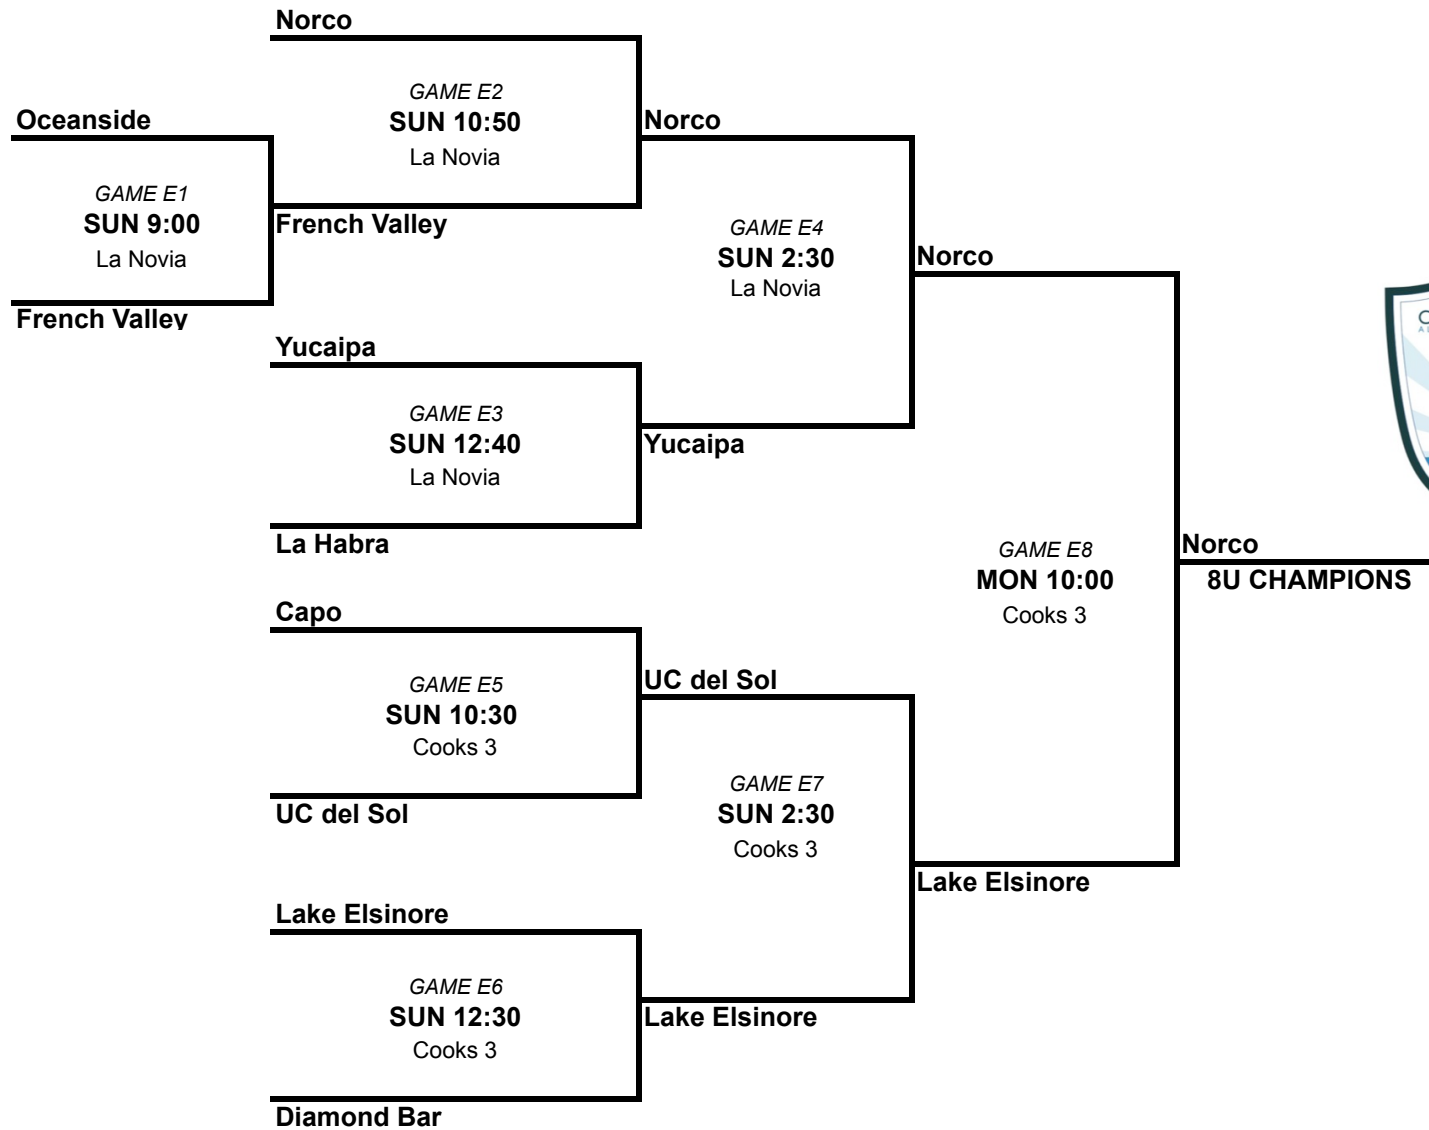 Norco
GAME E2
SUN 10:50
La Novia
Oceanside
Norco
GAME E1
SUN 9:00
La Novia
French Valley
GAME E4
SUN 2:30
La Novia
Norco
French Valley
Yucaipa
GAME E3
SUN 12:40
La Novia
Yucaipa
La Habra
GAME E8
MON 10:00
Cooks 3
Norco
8U CHAMPIONS
Capo
GAME E5
SUN 10:30
Cooks 3
UC del Sol
UC del Sol
GAME E7
SUN 2:30
Cooks 3
Lake Elsinore
Lake Elsinore
GAME E6
SUN 12:30
Cooks 3
Lake Elsinore
Diamond Bar